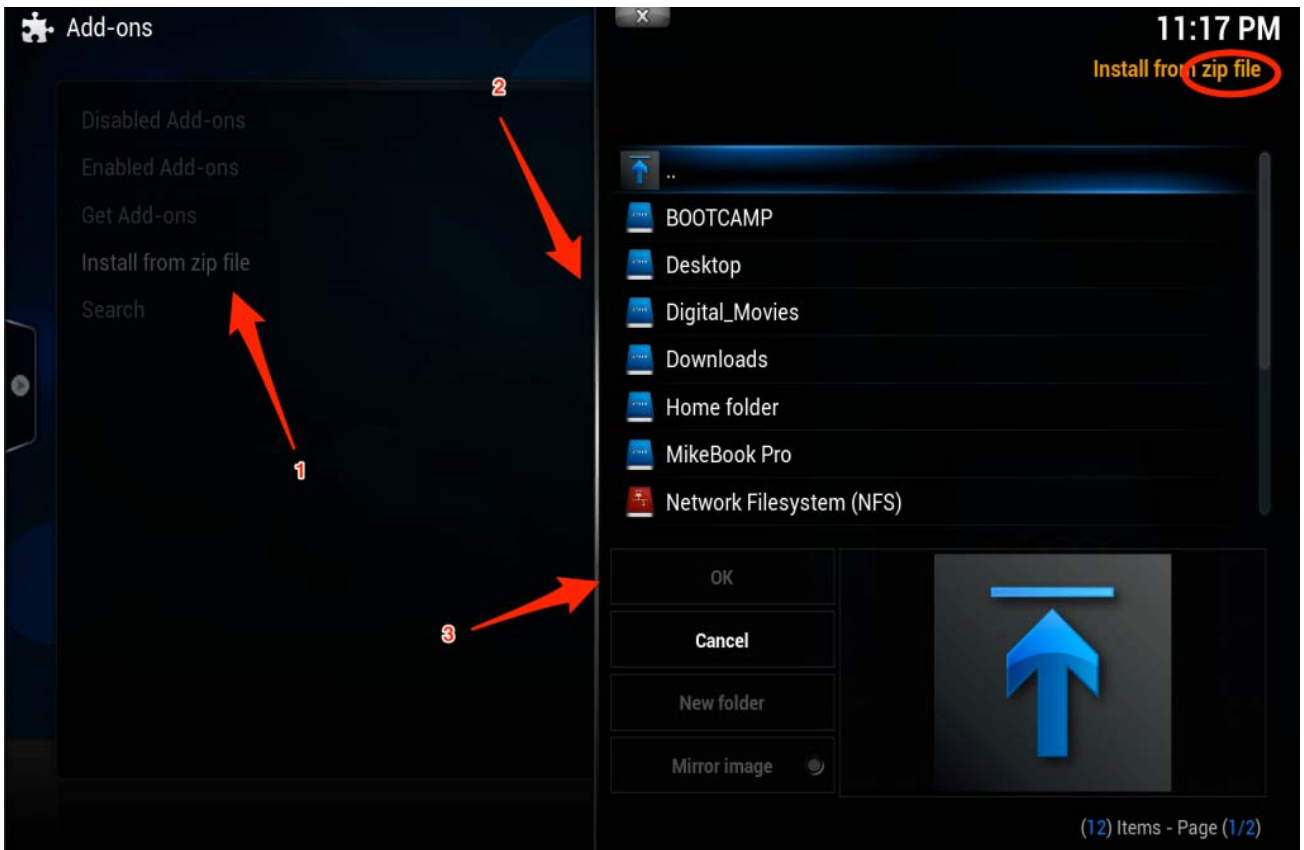 Add-ons
Disabled Add-ons
Enabled Add-ons
Get Add-ons
Install from zip file
Search
1
2
3
X
11:17 PM
Install from zip file
..
BOOTCAMP
Desktop
Digital_Movies
Downloads
Home folder
MikeBook Pro
Network Filesystem (NFS)
OK
Cancel
New folder
Mirror image
(12) Items - Page (1/2)